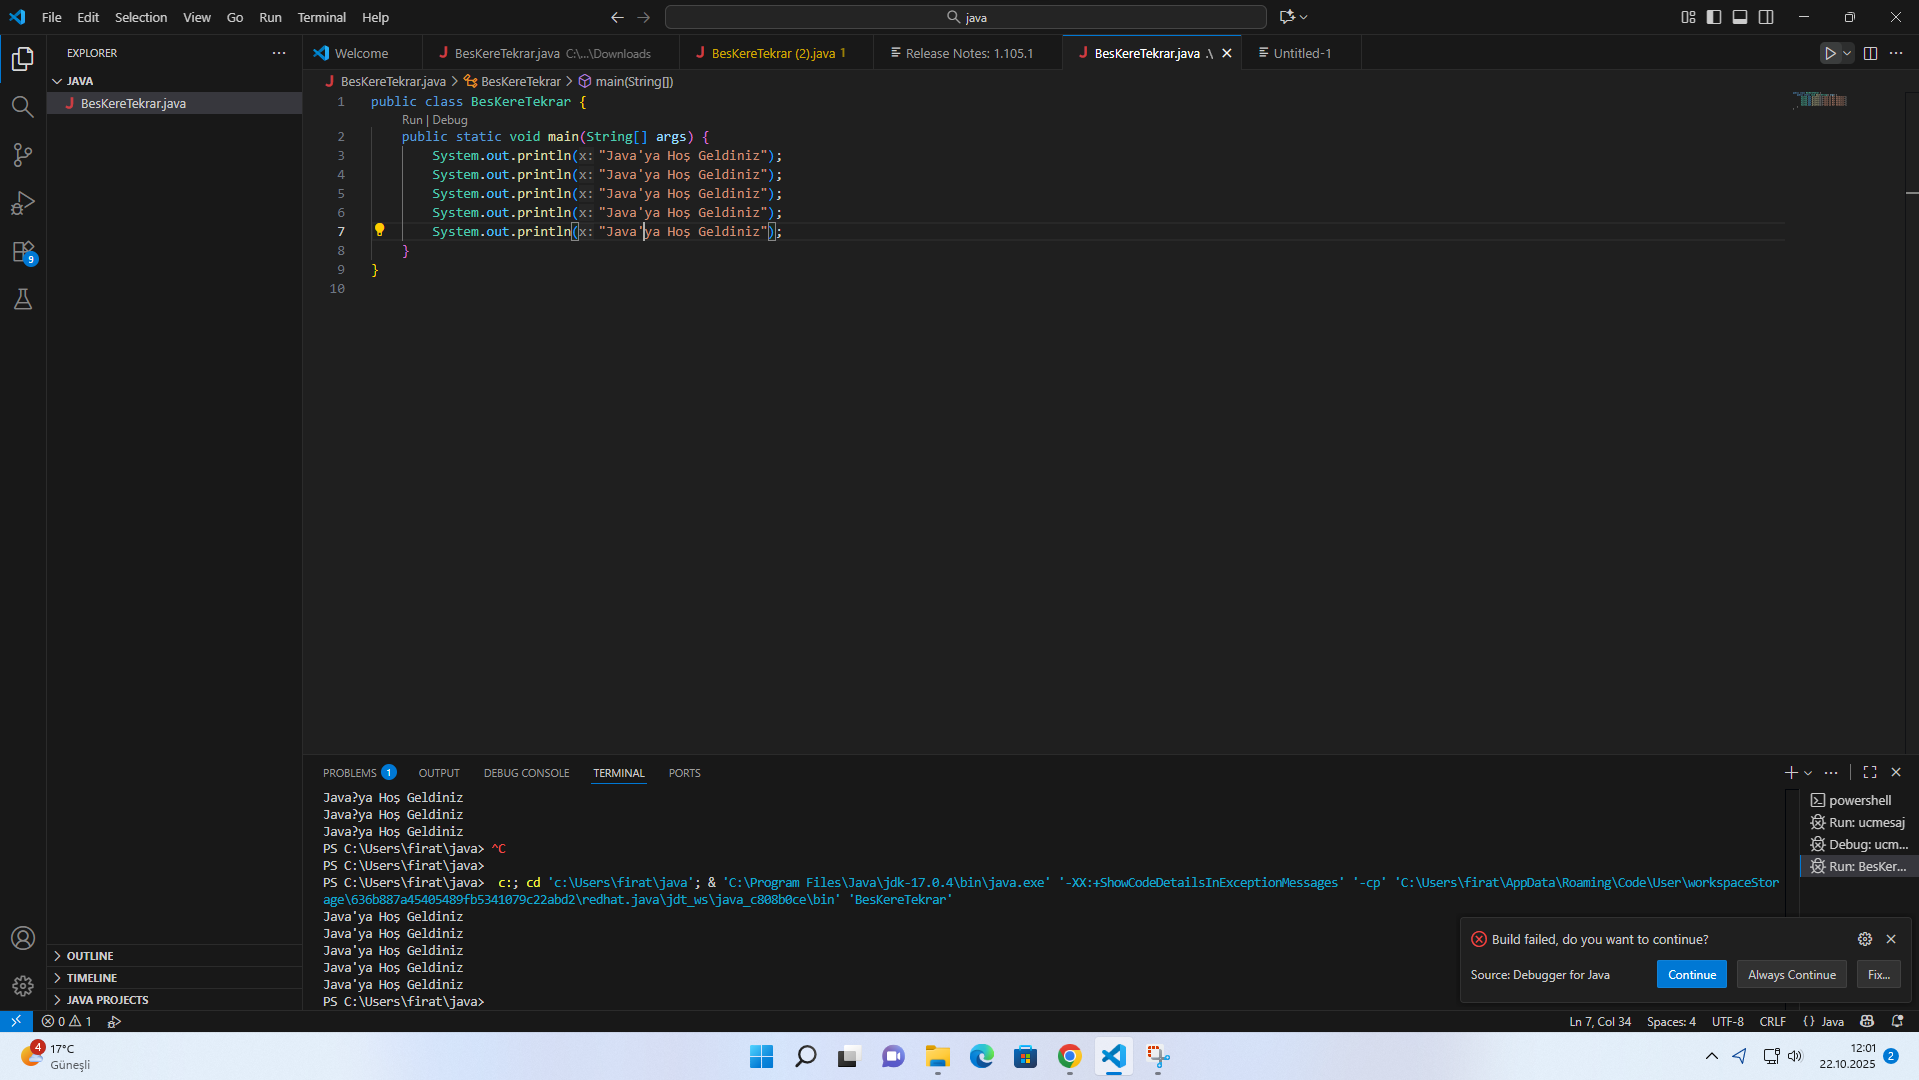 File Edit Selection View Go Run Terminal Help
java
EXPLORER
Welcome
BesKereTekrar.java C:\...\Downloads
BesKereTekrar (2).java 1
Release Notes: 1.105.1
BesKereTekrar.java .\
Untitled-1
JAVA
BesKereTekrar.java
BesKereTekrar.java > BesKereTekrar > main(String[])
1 public class BesKereTekrar {
Run | Debug
2 public static void main(String[] args) {
3 System.out.println(x: "Java'ya Hoş Geldiniz");
4 System.out.println(x: "Java'ya Hoş Geldiniz");
5 System.out.println(x: "Java'ya Hoş Geldiniz");
6 System.out.println(x: "Java'ya Hoş Geldiniz");
7 System.out.println(x: "Java'ya Hoş Geldiniz");
8 }
9 }
10
9
PROBLEMS 1 OUTPUT DEBUG CONSOLE TERMINAL PORTS
Java?ya Hoş Geldiniz
Java?ya Hoş Geldiniz
Java?ya Hoş Geldiniz
PS C:\Users\firat\java> ^C
PS C:\Users\firat\java>
PS C:\Users\firat\java>  c:; cd 'c:\Users\firat\java'; & 'C:\Program Files\Java\jdk-17.0.4\bin\java.exe' '-XX:+ShowCodeDetailsInExceptionMessages' '-cp' 'C:\Users\firat\AppData\Roaming\Code\User\workspaceStor
age\636b887a45405489fb5341079c22abd2\redhat.java\jdt_ws\java_c808b0ce\bin' 'BesKereTekrar'
Java'ya Hoş Geldiniz
Java'ya Hoş Geldiniz
Java'ya Hoş Geldiniz
Java'ya Hoş Geldiniz
Java'ya Hoş Geldiniz
PS C:\Users\firat\java>
powershell
Run: ucmesaj
Debug: ucm...
Run: BesKer...
Build failed, do you want to continue?
Source: Debugger for Java
Continue
Always Continue
Fix...
OUTLINE
TIMELINE
JAVA PROJECTS
0 1
Ln 7, Col 34 Spaces: 4 UTF-8 CRLF {} Java
4
17°C
Güneşli
12:01
22.10.2025
2